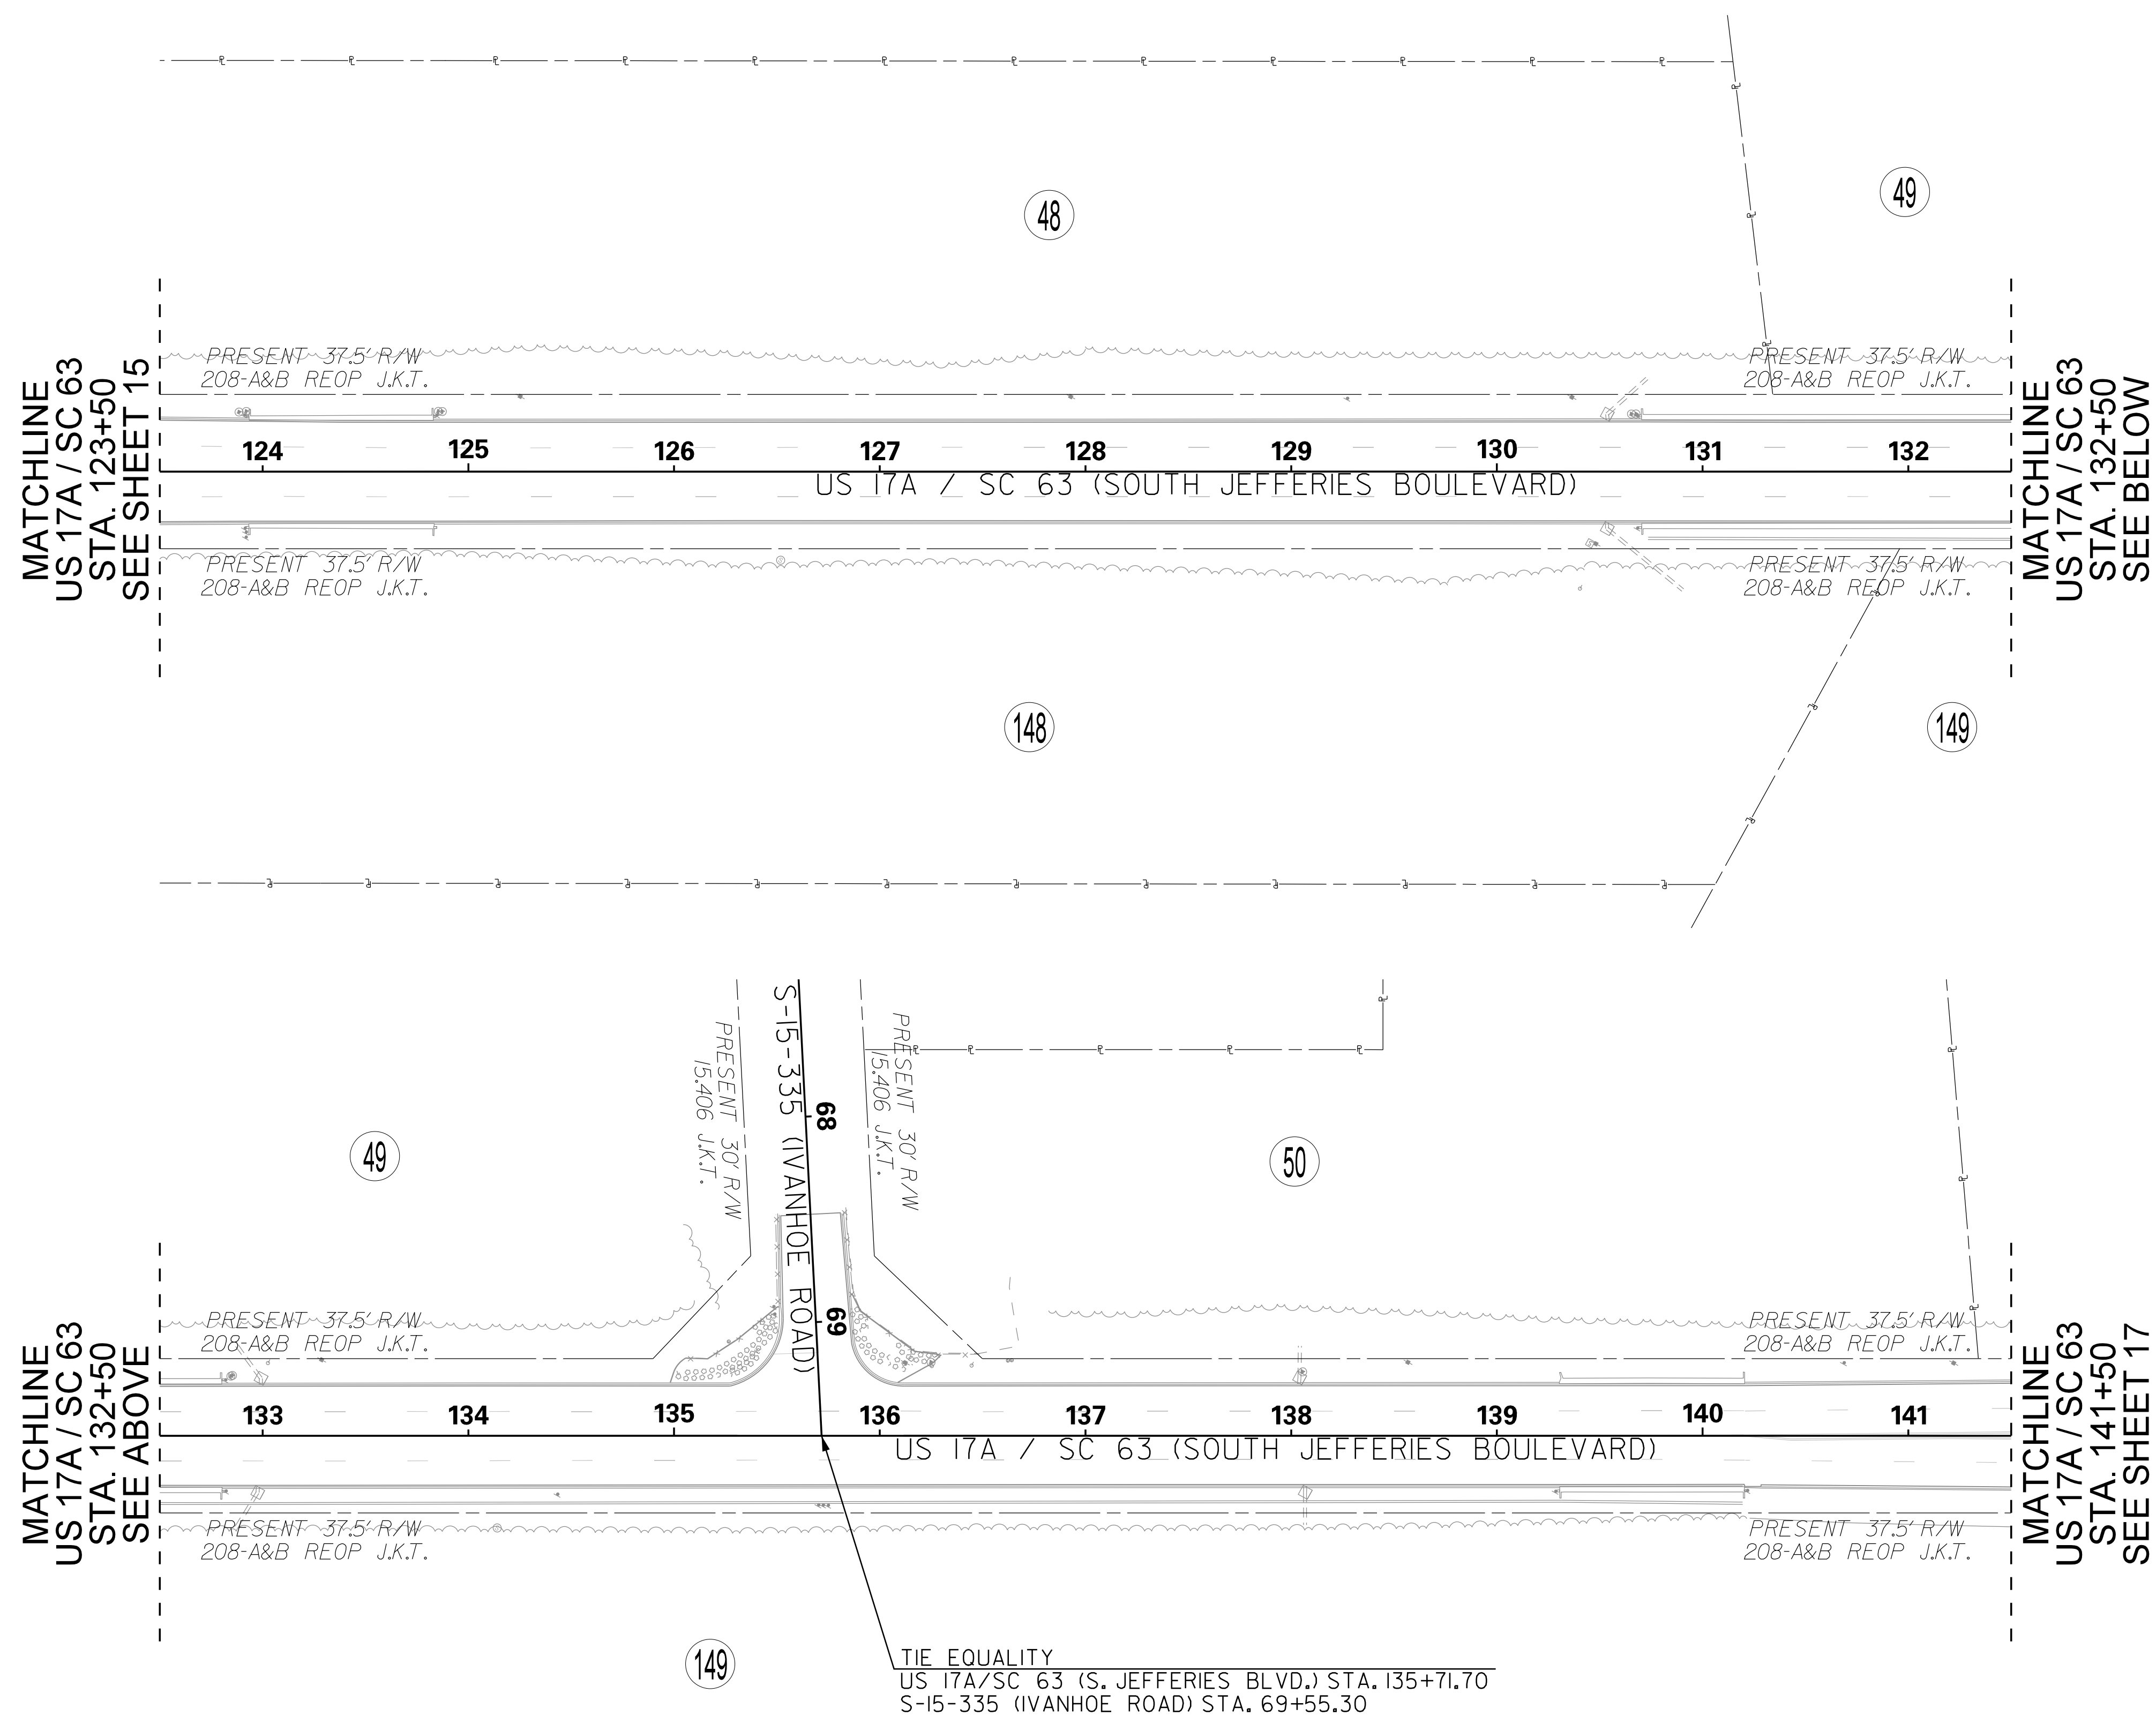 48
49
MATCHLINE
US 17A / SC 63
STA. 123+50
SEE SHEET 15
PRESENT 37.5' R/W
208-A&B REOP J.K.T.
PRESENT 37.5' R/W
208-A&B REOP J.K.T.
124 125 126 127 128 129 130 131 132
US 17A / SC 63 (SOUTH JEFFERIES BOULEVARD)
PRESENT 37.5' R/W
208-A&B REOP J.K.T.
PRESENT 37.5' R/W
208-A&B REOP J.K.T.
MATCHLINE
US 17A / SC 63
STA. 132+50
SEE BELOW
148
149
S-15-335 (IVANHOE ROAD)
68
69
PRESENT 30' R/W
15.406 J.K.T.
PRESENT 30' R/W
15.406 J.K.T.
49
50
MATCHLINE
US 17A / SC 63
STA. 132+50
SEE ABOVE
PRESENT 37.5' R/W
208-A&B REOP J.K.T.
PRESENT 37.5' R/W
208-A&B REOP J.K.T.
133 134 135 136 137 138 139 140 141
US 17A / SC 63 (SOUTH JEFFERIES BOULEVARD)
PRESENT 37.5' R/W
208-A&B REOP J.K.T.
PRESENT 37.5' R/W
208-A&B REOP J.K.T.
MATCHLINE
US 17A / SC 63
STA. 141+50
SEE SHEET 17
149
TIE EQUALITY
US 17A/SC 63 (S. JEFFERIES BLVD.) STA. 135+71.70
S-15-335 (IVANHOE ROAD) STA. 69+55.30